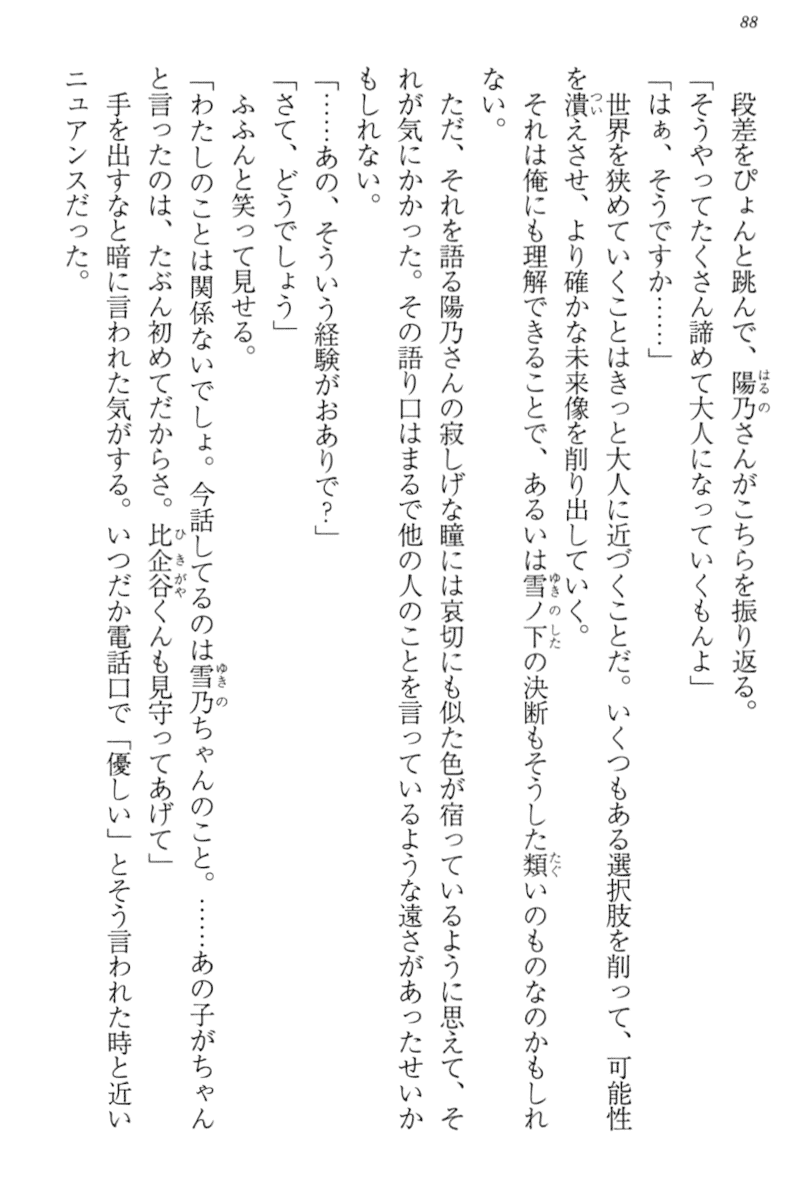 88
段差をぴょんと跳んで、陽乃さんがこちらを振り返る。
「そうやってたくさん諦めて大人になっていくもんよ」
「はぁ、そうですか……」
世界を狭めていくことはきっと大人に近づくことだ。いくつもある選択肢を削って、可能性
を潰えさせ、より確かな未来像を削り出していく。
それは俺にも理解できることで、あるいは雪ノ下の決断もそうした類いのものなのかもしれ
ない。
ただ、それを語る陽乃さんの寂しげな瞳には哀切にも似た色が宿っているように思えて、そ
れが気にかかった。その語り口はまるで他の人のことを言っているような遠さがあったせいか
もしれない。
「……あの、そういう経験がおありで?」
「さて、どうでしょう」
ふふんと笑って見せる。
「わたしのことは関係ないでしょ。今話してるのは雪乃ちゃんのこと。……あの子がちゃん
と言ったのは、たぶん初めてだからさ。比企谷くんも見守ってあげて」
手を出すなと暗に言われた気がする。いつだか電話口で「優しい」とそう言われた時と近い
ニュアンスだった。